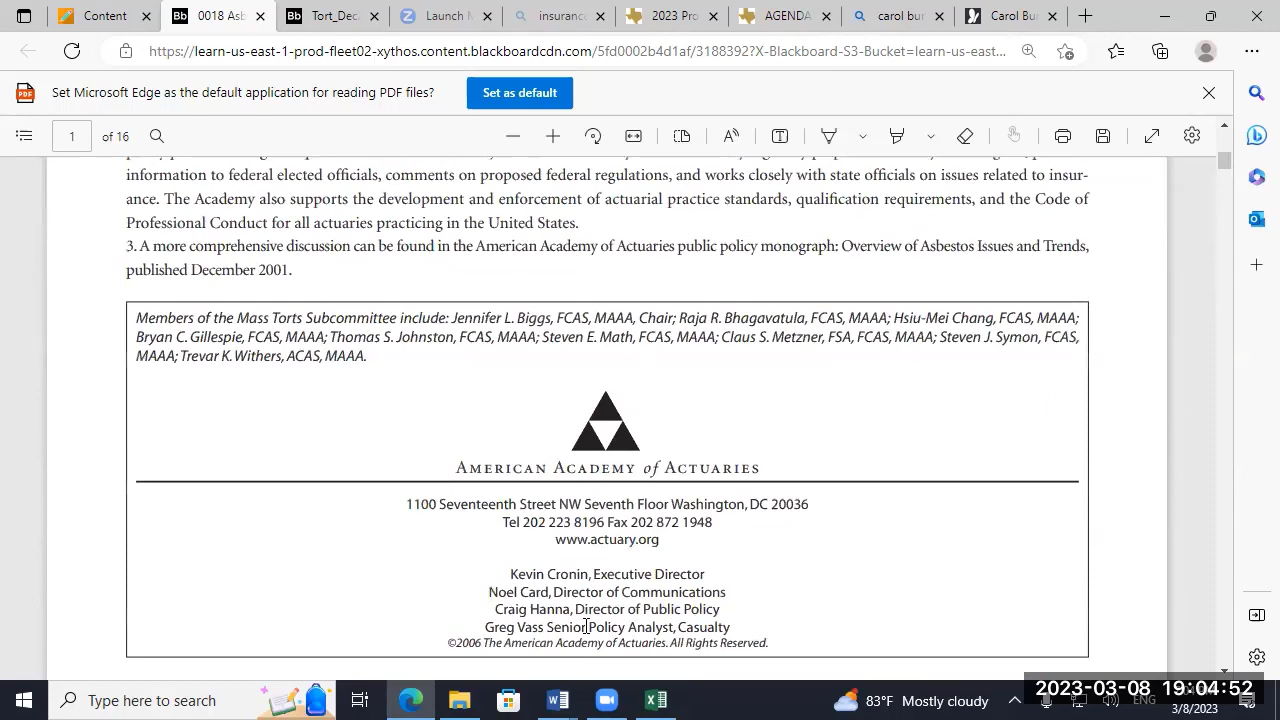 Content
0018 Asb
Tort_Dec2
Launch M
insurance
2023 Pro
AGENDA
carol bur
Carol Bur
https://learn-us-east-1-prod-fleet02-xythos.content.blackboardcdn.com/5fd0002b4d1af/3188392?X-Blackboard-S3-Bucket=learn-us-east...
Set Microsoft Edge as the default application for reading PDF files?
Set as default
1 of 16
information to federal elected officials, comments on proposed federal regulations, and works closely with state officials on issues related to insur-
ance. The Academy also supports the development and enforcement of actuarial practice standards, qualification requirements, and the Code of
Professional Conduct for all actuaries practicing in the United States.
3. A more comprehensive discussion can be found in the American Academy of Actuaries public policy monograph: Overview of Asbestos Issues and Trends,
published December 2001.
Members of the Mass Torts Subcommittee include: Jennifer L. Biggs, FCAS, MAAA, Chair; Raja R. Bhagavatula, FCAS, MAAA; Hsiu-Mei Chang, FCAS, MAAA;
Bryan C. Gillespie, FCAS, MAAA; Thomas S. Johnston, FCAS, MAAA; Steven E. Math, FCAS, MAAA; Claus S. Metzner, FSA, FCAS, MAAA; Steven J. Symon, FCAS,
MAAA; Trevar K. Withers, ACAS, MAAA.
AMERICAN ACADEMY of ACTUARIES
1100 Seventeenth Street NW Seventh Floor Washington, DC 20036
Tel 202 223 8196 Fax 202 872 1948
www.actuary.org
Kevin Cronin, Executive Director
Noel Card, Director of Communications
Craig Hanna, Director of Public Policy
Greg Vass Senior Policy Analyst, Casualty
©2006 The American Academy of Actuaries. All Rights Reserved.
Type here to search
83°F Mostly cloudy
ENG
2023-03-08 19:04:52
3/8/2023